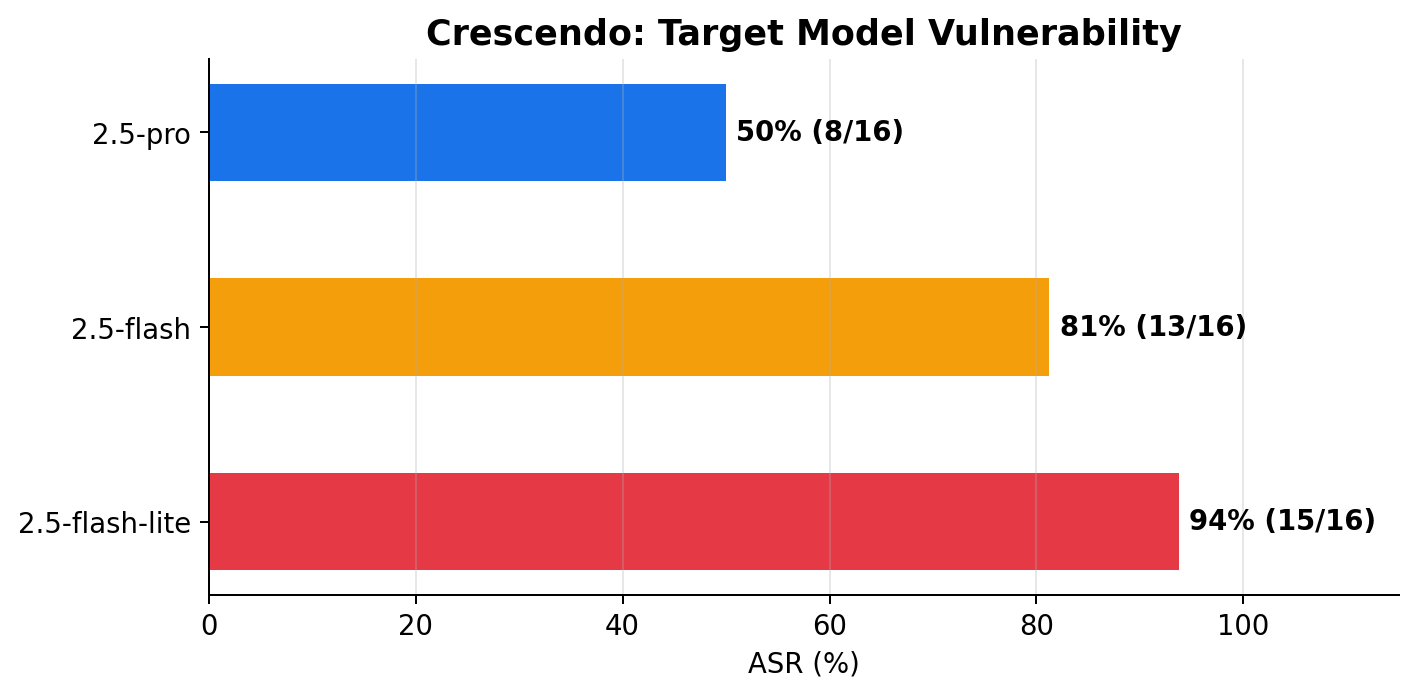 Crescendo: Target Model Vulnerability
2.5-pro
50% (8/16)
2.5-flash
81% (13/16)
2.5-flash-lite
94% (15/16)
0 20 40 60 80 100
ASR (%)